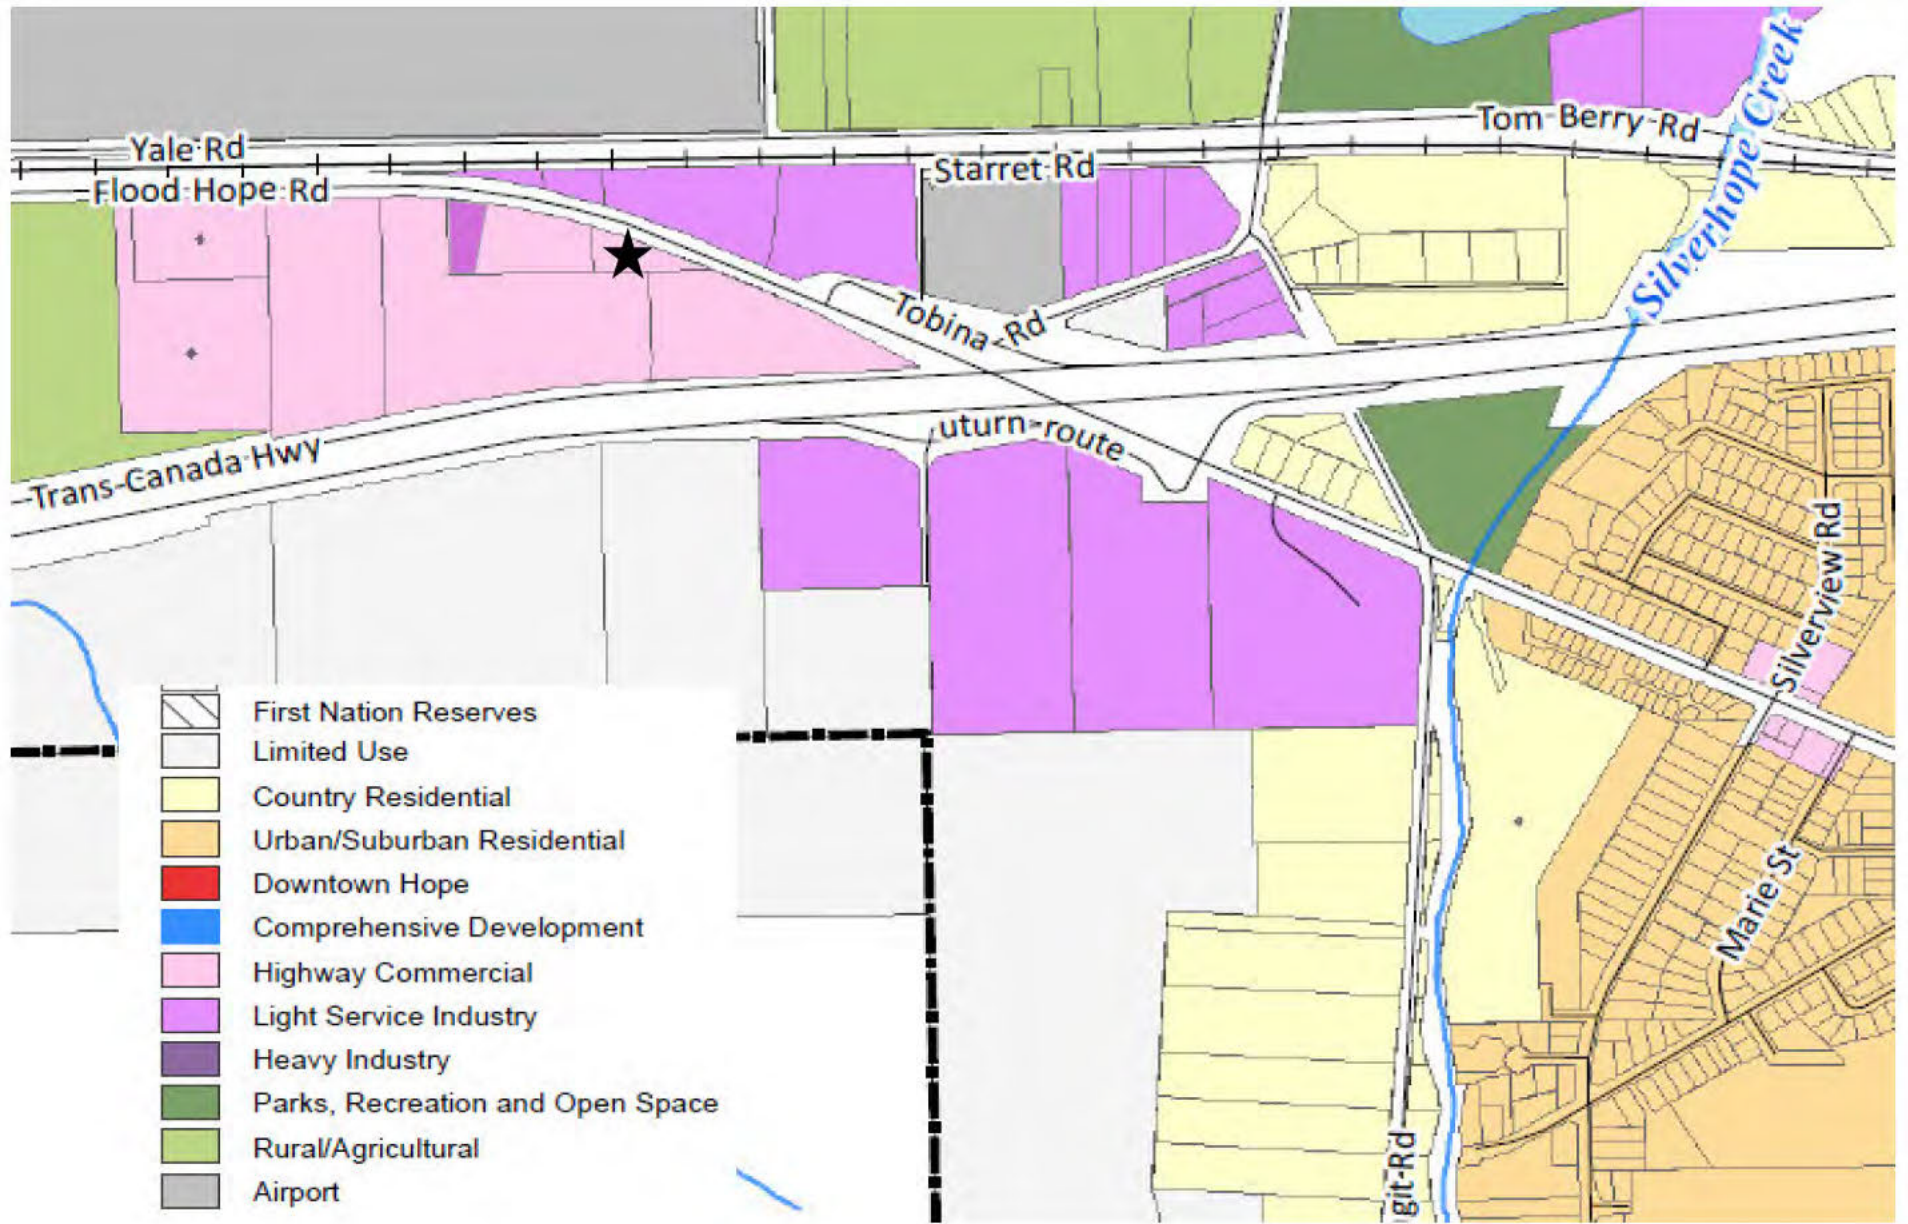 Yale Rd
Flood Hope Rd
Starret Rd
Tom Berry Rd
Silverhope Creek
Tobina Rd
uturn route
Trans Canada Hwy
Silverview Rd
Marie St
git Rd
First Nation Reserves
Limited Use
Country Residential
Urban/Suburban Residential
Downtown Hope
Comprehensive Development
Highway Commercial
Light Service Industry
Heavy Industry
Parks, Recreation and Open Space
Rural/Agricultural
Airport